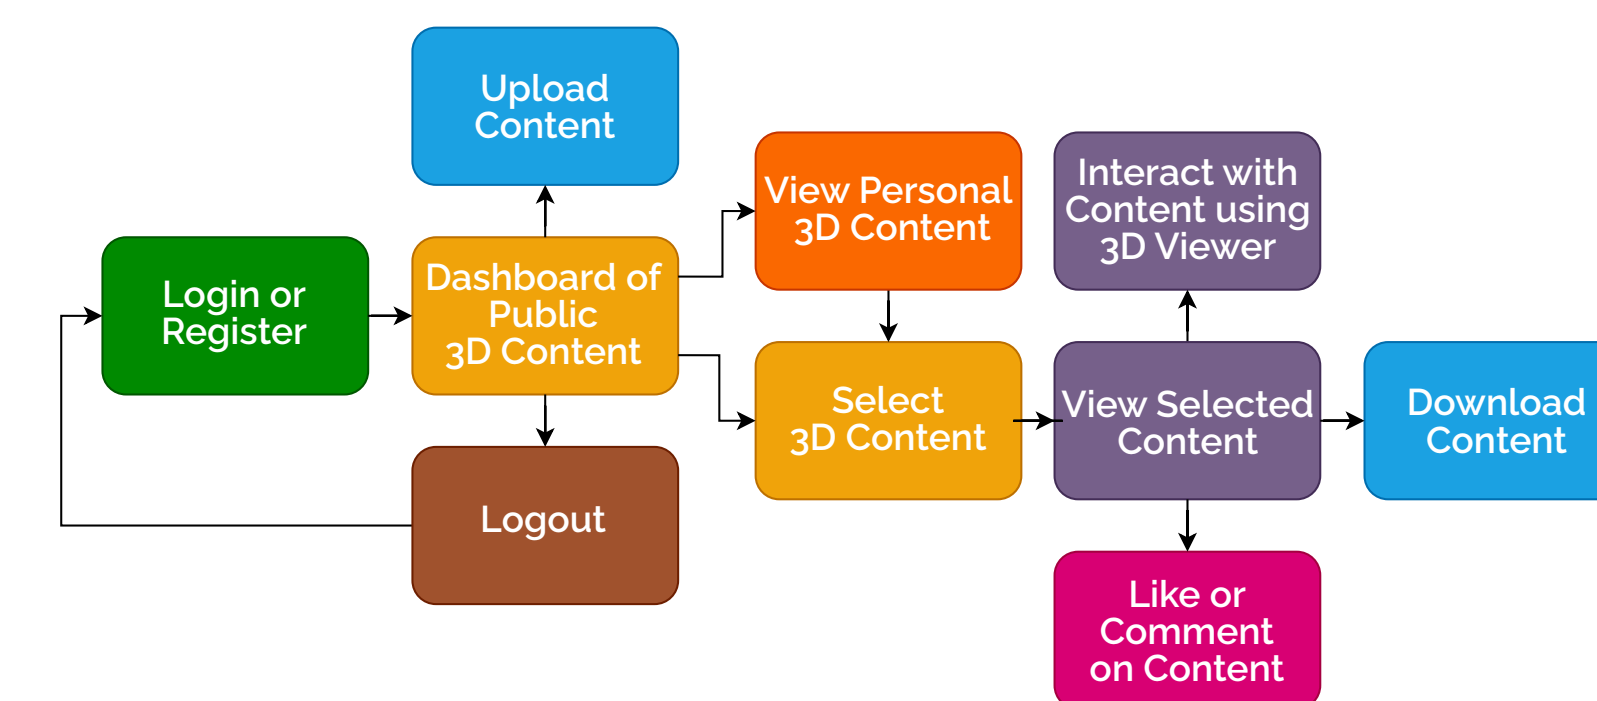 Upload
Content
View Personal
3D Content
Interact with
Content using
3D Viewer
Login or
Register
Dashboard of
Public
3D Content
Select
3D Content
View Selected
Content
Download
Content
Logout
Like or
Comment
on Content